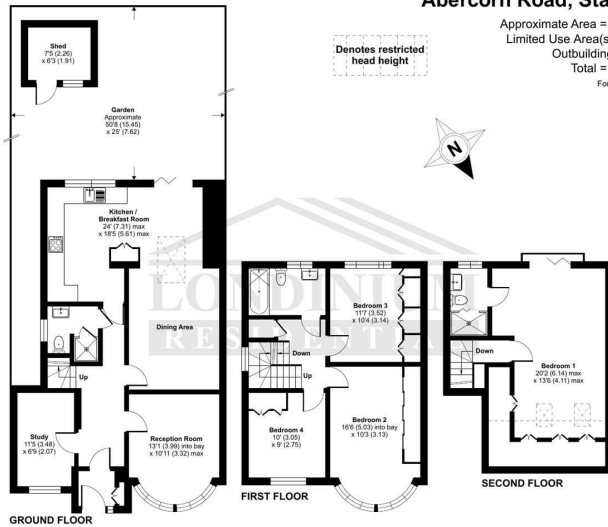 Abercorn Road, Sta
Approximate Area =
Limited Use Area(s
Outbuilding
Total =
For
Denotes restricted
head height
Shed
7'5 (2.26)
x 6'3 (1.91)
Garden
Approximate
50'8 (15.45)
x 25' (7.62)
N
Kitchen /
Breakfast Room
24' (7.31) max
x 18'5 (5.61) max
LONDINIUM
RESIDENTIAL
Dining Area
Up
Study
11'5 (3.48)
x 6'9 (2.07)
Reception Room
13'1 (3.99) into bay
x 10'11 (3.32) max
GROUND FLOOR
Bedroom 3
11'7 (3.52)
x 10'4 (3.14)
Down
Up
Bedroom 4
10' (3.05)
x 9' (2.75)
Bedroom 2
16'6 (5.03) into bay
x 10'3 (3.13)
FIRST FLOOR
Down
Bedroom 1
20'2 (6.14) max
x 13'6 (4.11) max
SECOND FLOOR